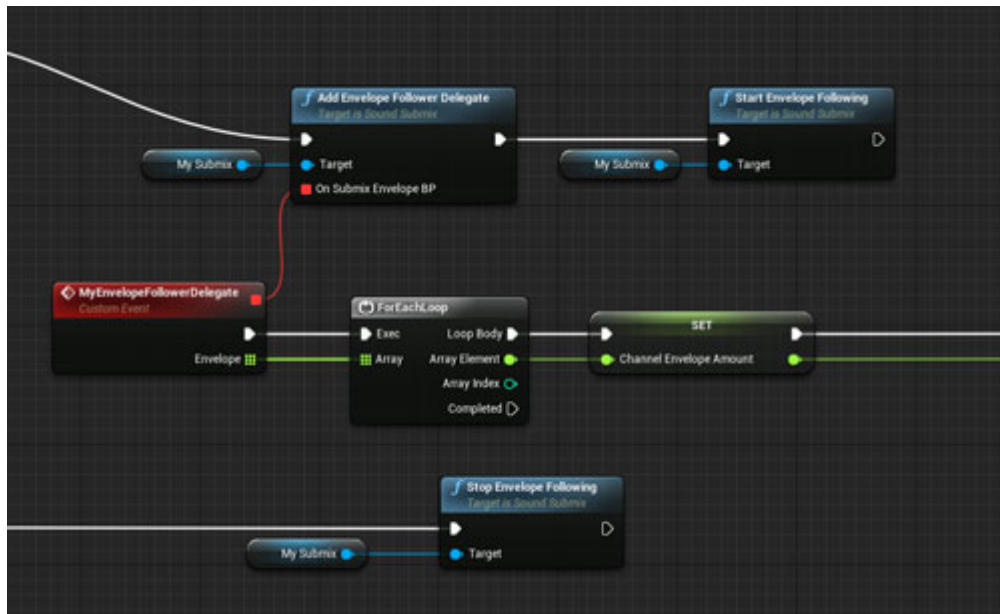 Add Envelope Follower Delegate
Target is Sound Submix
My Submix
Target
On Submix Envelope BP
Start Envelope Following
Target is Sound Submix
My Submix
Target
MyEnvelopeFollowerDelegate
Custom Event
Envelope
ForEachLoop
Exec
Loop Body
Array
Array Element
Array Index
Completed
SET
Channel Envelope Amount
Stop Envelope Following
Target is Sound Submix
My Submix
Target